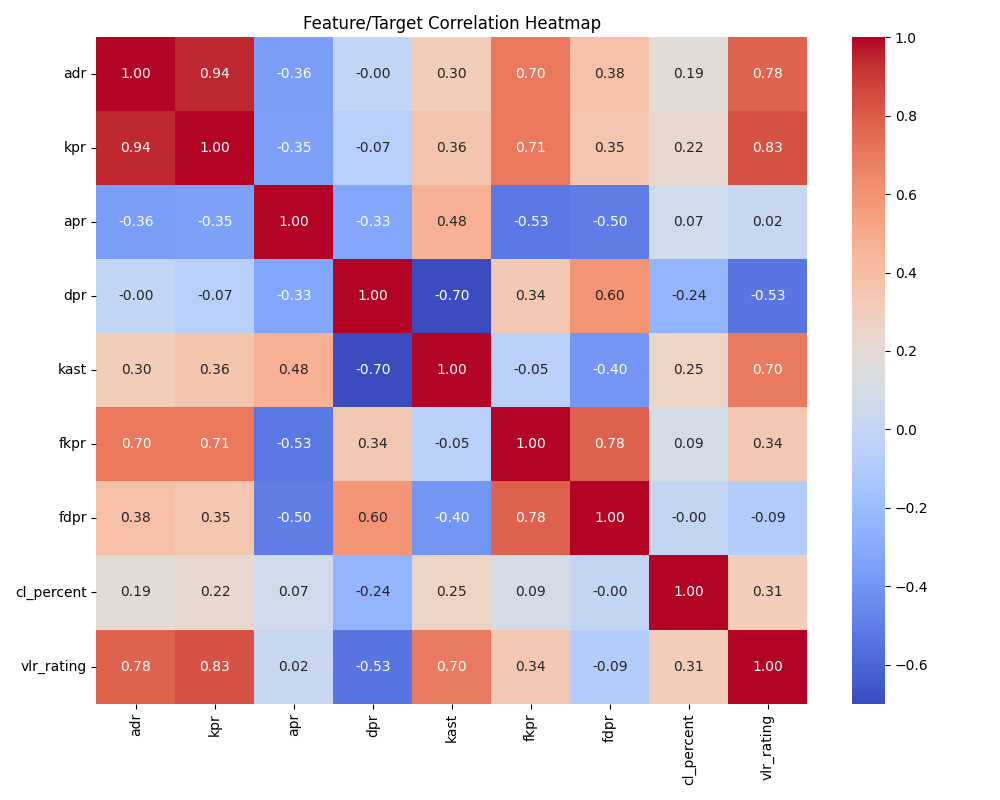 Feature/Target Correlation Heatmap
adr 1.00 0.94 -0.36 -0.00 0.30 0.70 0.38 0.19 0.78
kpr 0.94 1.00 -0.35 -0.07 0.36 0.71 0.35 0.22 0.83
apr -0.36 -0.35 1.00 -0.33 0.48 -0.53 -0.50 0.07 0.02
dpr -0.00 -0.07 -0.33 1.00 -0.70 0.34 0.60 -0.24 -0.53
kast 0.30 0.36 0.48 -0.70 1.00 -0.05 -0.40 0.25 0.70
fkpr 0.70 0.71 -0.53 0.34 -0.05 1.00 0.78 0.09 0.34
fdpr 0.38 0.35 -0.50 0.60 -0.40 0.78 1.00 -0.00 -0.09
cl_percent 0.19 0.22 0.07 -0.24 0.25 0.09 -0.00 1.00 0.31
vlr_rating 0.78 0.83 0.02 -0.53 0.70 0.34 -0.09 0.31 1.00
adr kpr apr dpr kast fkpr fdpr cl_percent vlr_rating
1.0
0.8
0.6
0.4
0.2
0.0
−0.2
−0.4
−0.6